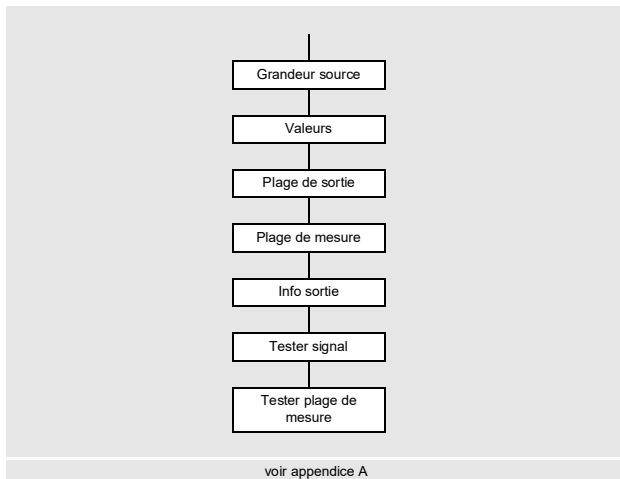 Grandeur source
Valeurs
Plage de sortie
Plage de mesure
Info sortie
Tester signal
Tester plage de
mesure
voir appendice A